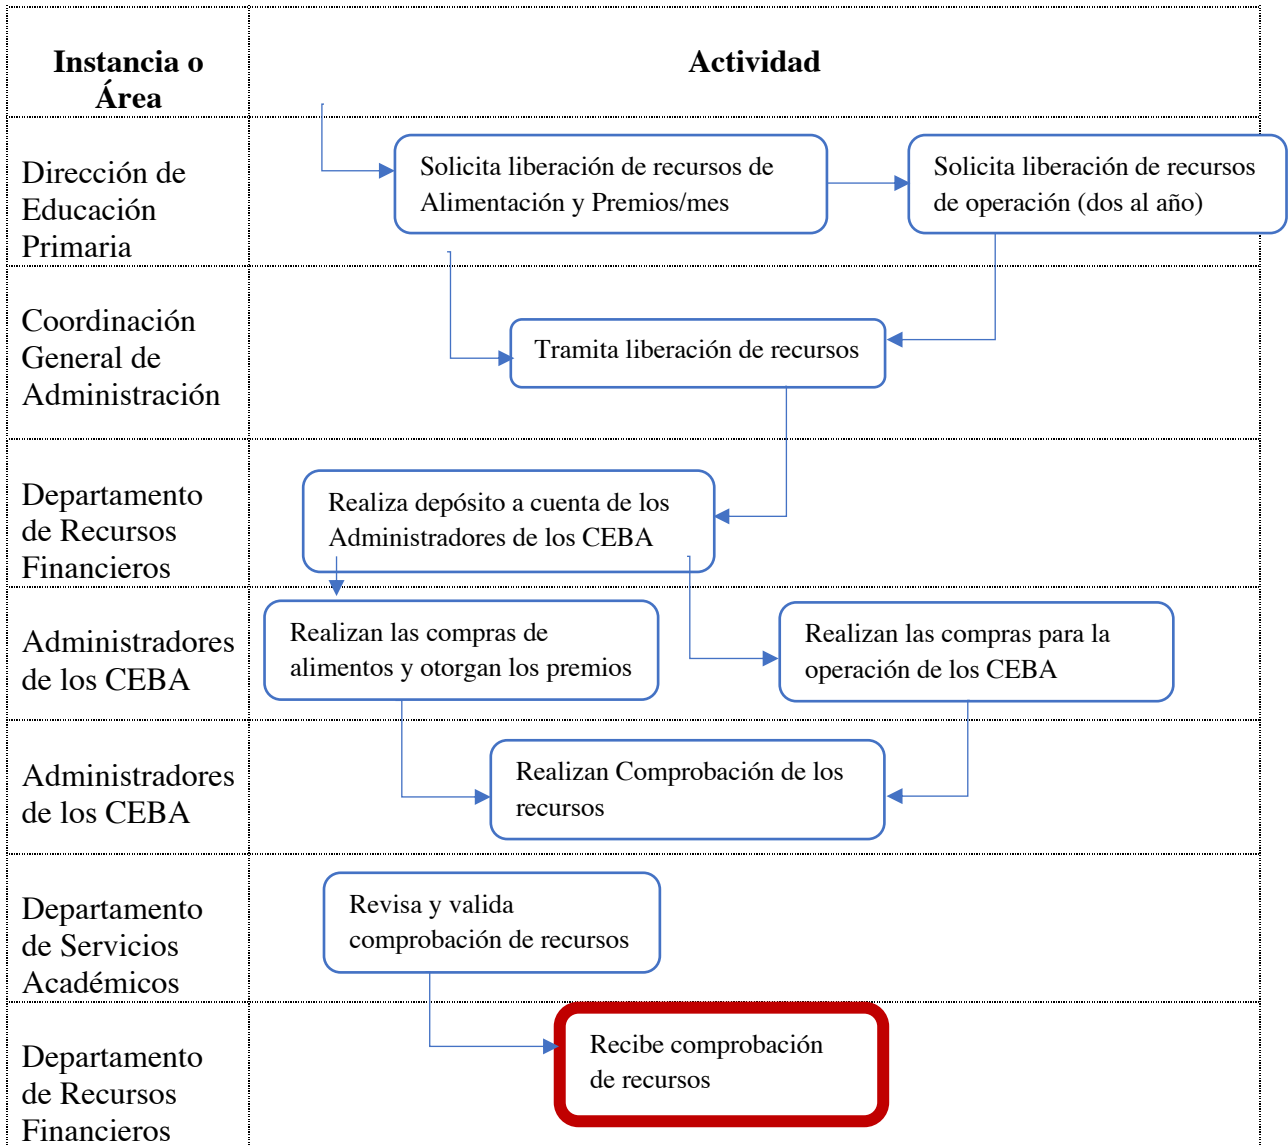 Instancia o
Área
Actividad
Dirección de
Educación
Primaria
Solicita liberación de recursos de
Alimentación y Premios/mes
Solicita liberación de recursos
de operación (dos al año)
Coordinación
General de
Administración
Tramita liberación de recursos
Departamento
de Recursos
Financieros
Realiza depósito a cuenta de los
Administradores de los CEBA
Administradores
de los CEBA
Realizan las compras de
alimentos y otorgan los premios
Realizan las compras para la
operación de los CEBA
Administradores
de los CEBA
Realizan Comprobación de los
recursos
Departamento
de Servicios
Académicos
Revisa y valida
comprobación de recursos
Departamento
de Recursos
Financieros
Recibe comprobación
de recursos